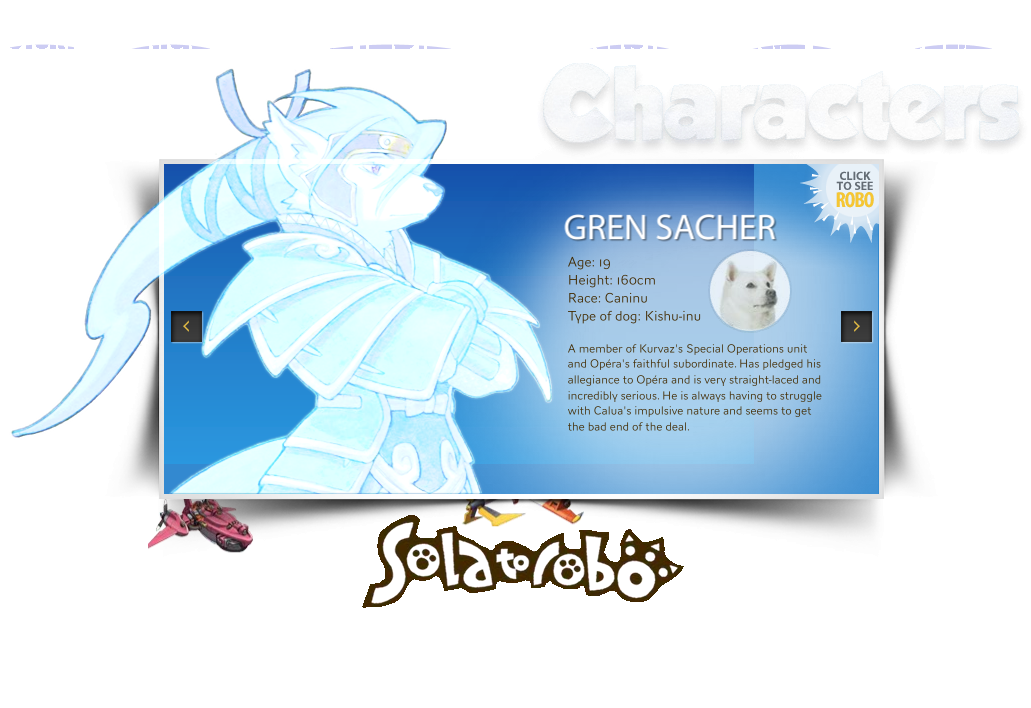 Characters
CLICK
TO SEE
ROBO
GREN SACHER
Age: 19
Height: 160cm
Race: Caninu
Type of dog: Kishu-inu
A member of Kurvaz's Special Operations unit
and Opéra's faithful subordinate. Has pledged his
allegiance to Opéra and is very straight-laced and
incredibly serious. He is always having to struggle
with Calua's impulsive nature and seems to get
the bad end of the deal.
Solatorobo